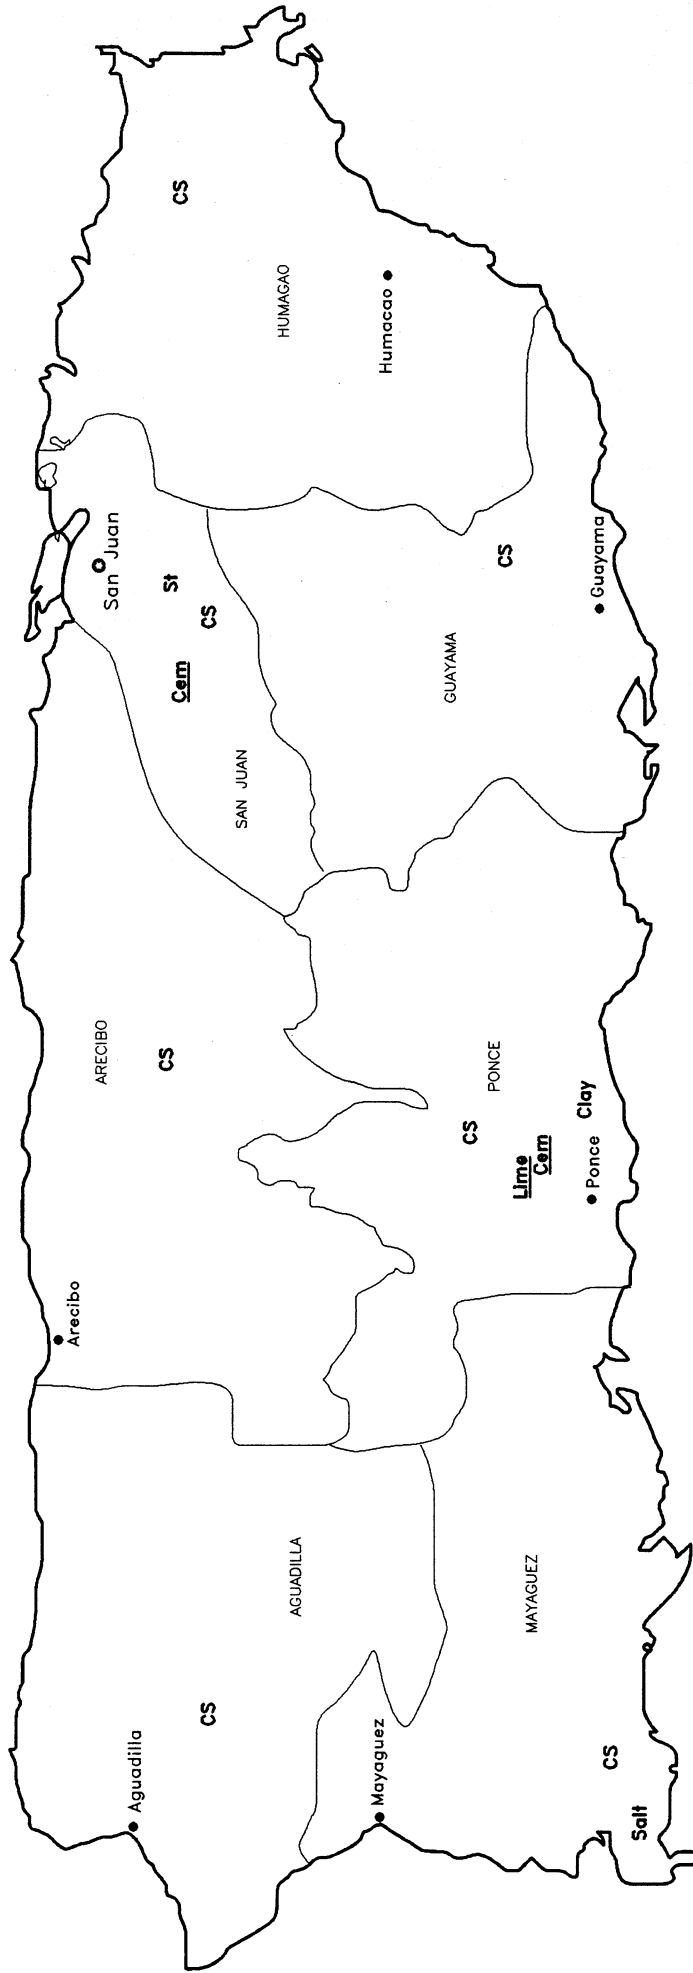 Aguadilla
CS
AGUADILLA
Mayaguez
MAYAGUEZ
CS
Salt
Arecibo
ARECIBO
CS
PONCE
CS
Lime
Cem
Clay
Ponce
San Juan
St
CS
Cem
SAN JUAN
GUAYAMA
CS
Guayama
CS
HUMAGAO
Humacao